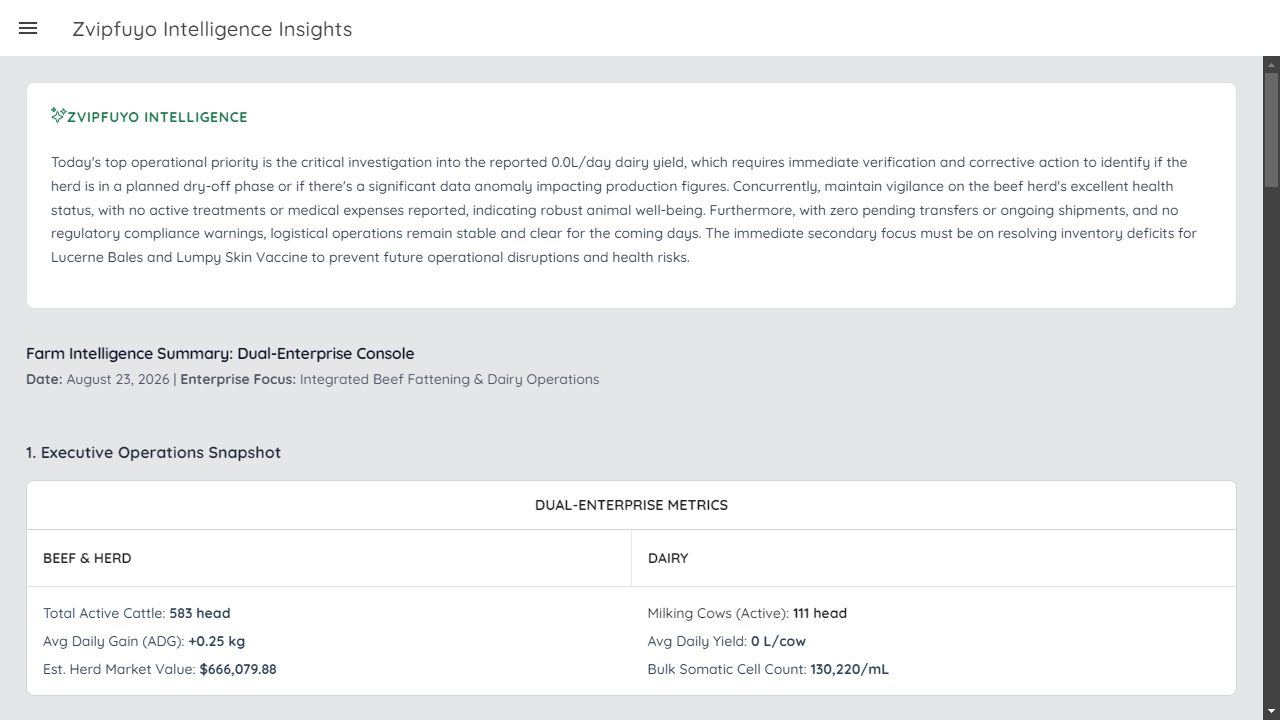 Zvipfuyo Intelligence Insights
ZVIPFUYO INTELLIGENCE
Today's top operational priority is the critical investigation into the reported 0.0L/day dairy yield, which requires immediate verification and corrective action to identify if the
herd is in a planned dry-off phase or if there's a significant data anomaly impacting production figures. Concurrently, maintain vigilance on the beef herd's excellent health
status, with no active treatments or medical expenses reported, indicating robust animal well-being. Furthermore, with zero pending transfers or ongoing shipments, and no
regulatory compliance warnings, logistical operations remain stable and clear for the coming days. The immediate secondary focus must be on resolving inventory deficits for
Lucerne Bales and Lumpy Skin Vaccine to prevent future operational disruptions and health risks.
Farm Intelligence Summary: Dual-Enterprise Console
Date: August 23, 2026 | Enterprise Focus: Integrated Beef Fattening & Dairy Operations
1. Executive Operations Snapshot
DUAL-ENTERPRISE METRICS
BEEF & HERD
DAIRY
Total Active Cattle: 583 head
Avg Daily Gain (ADG): +0.25 kg
Est. Herd Market Value: $666,079.88
Milking Cows (Active): 111 head
Avg Daily Yield: 0 L/cow
Bulk Somatic Cell Count: 130,220/mL